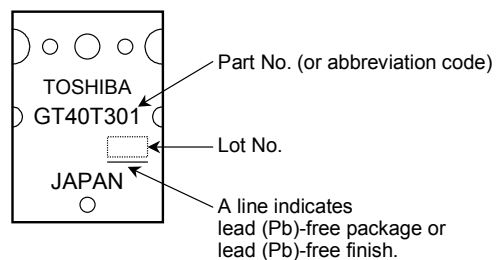 Part No. (or abbreviation code)
TOSHIBA
GT40T301
Lot No.
JAPAN
A line indicates
lead (Pb)-free package or
lead (Pb)-free finish.